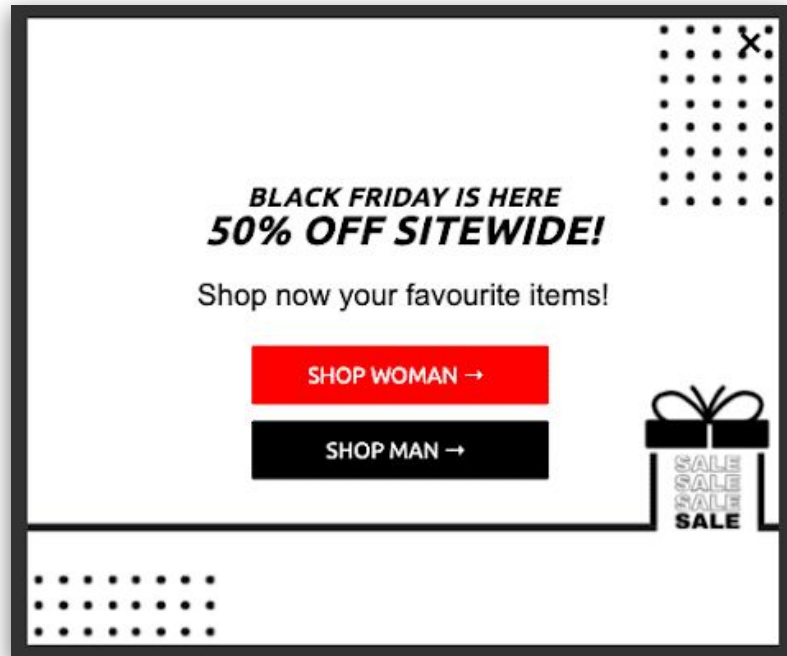 BLACK FRIDAY IS HERE
50% OFF SITEWIDE!
Shop now your favourite items!
SHOP WOMAN →
SHOP MAN →
SALE
SALE
SALE
SALE